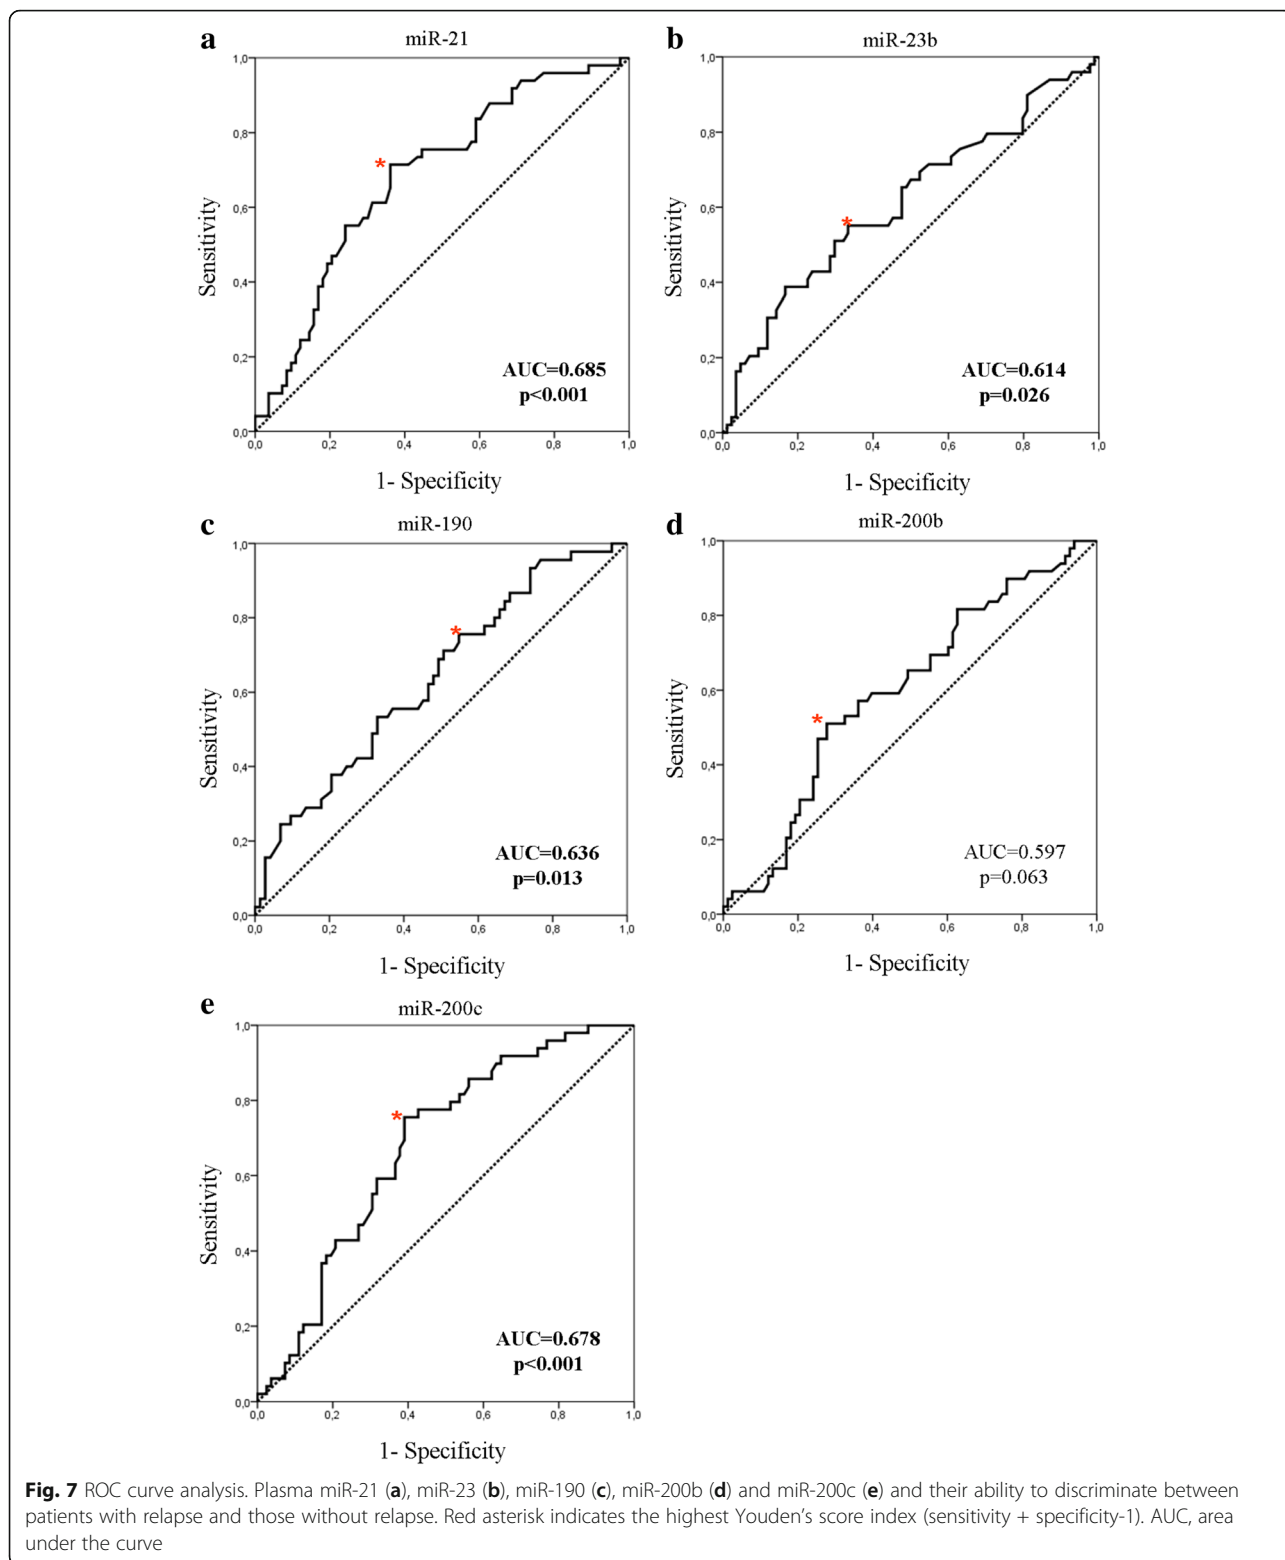 a
miR-21
1,0
0,8
0,6
0,4
0,2
0,0
Sensitivity
AUC=0.685
p<0.001
0,0 0,2 0,4 0,6 0,8 1,0
1- Specificity
b
miR-23b
1,0
0,8
0,6
0,4
0,2
0,0
Sensitivity
AUC=0.614
p=0.026
0,0 0,2 0,4 0,6 0,8 1,0
1- Specificity
c
miR-190
1,0
0,8
0,6
0,4
0,2
0,0
Sensitivity
AUC=0.636
p=0.013
0,0 0,2 0,4 0,6 0,8 1,0
1- Specificity
d
miR-200b
1,0
0,8
0,6
0,4
0,2
0,0
Sensitivity
AUC=0.597
p=0.063
0,0 0,2 0,4 0,6 0,8 1,0
1- Specificity
e
miR-200c
1,0
0,8
0,6
0,4
0,2
0,0
Sensitivity
AUC=0.678
p<0.001
0,0 0,2 0,4 0,6 0,8 1,0
1- Specificity
Fig. 7 ROC curve analysis. Plasma miR-21 (a), miR-23 (b), miR-190 (c), miR-200b (d) and miR-200c (e) and their ability to discriminate between
patients with relapse and those without relapse. Red asterisk indicates the highest Youden's score index (sensitivity + specificity-1). AUC, area
under the curve